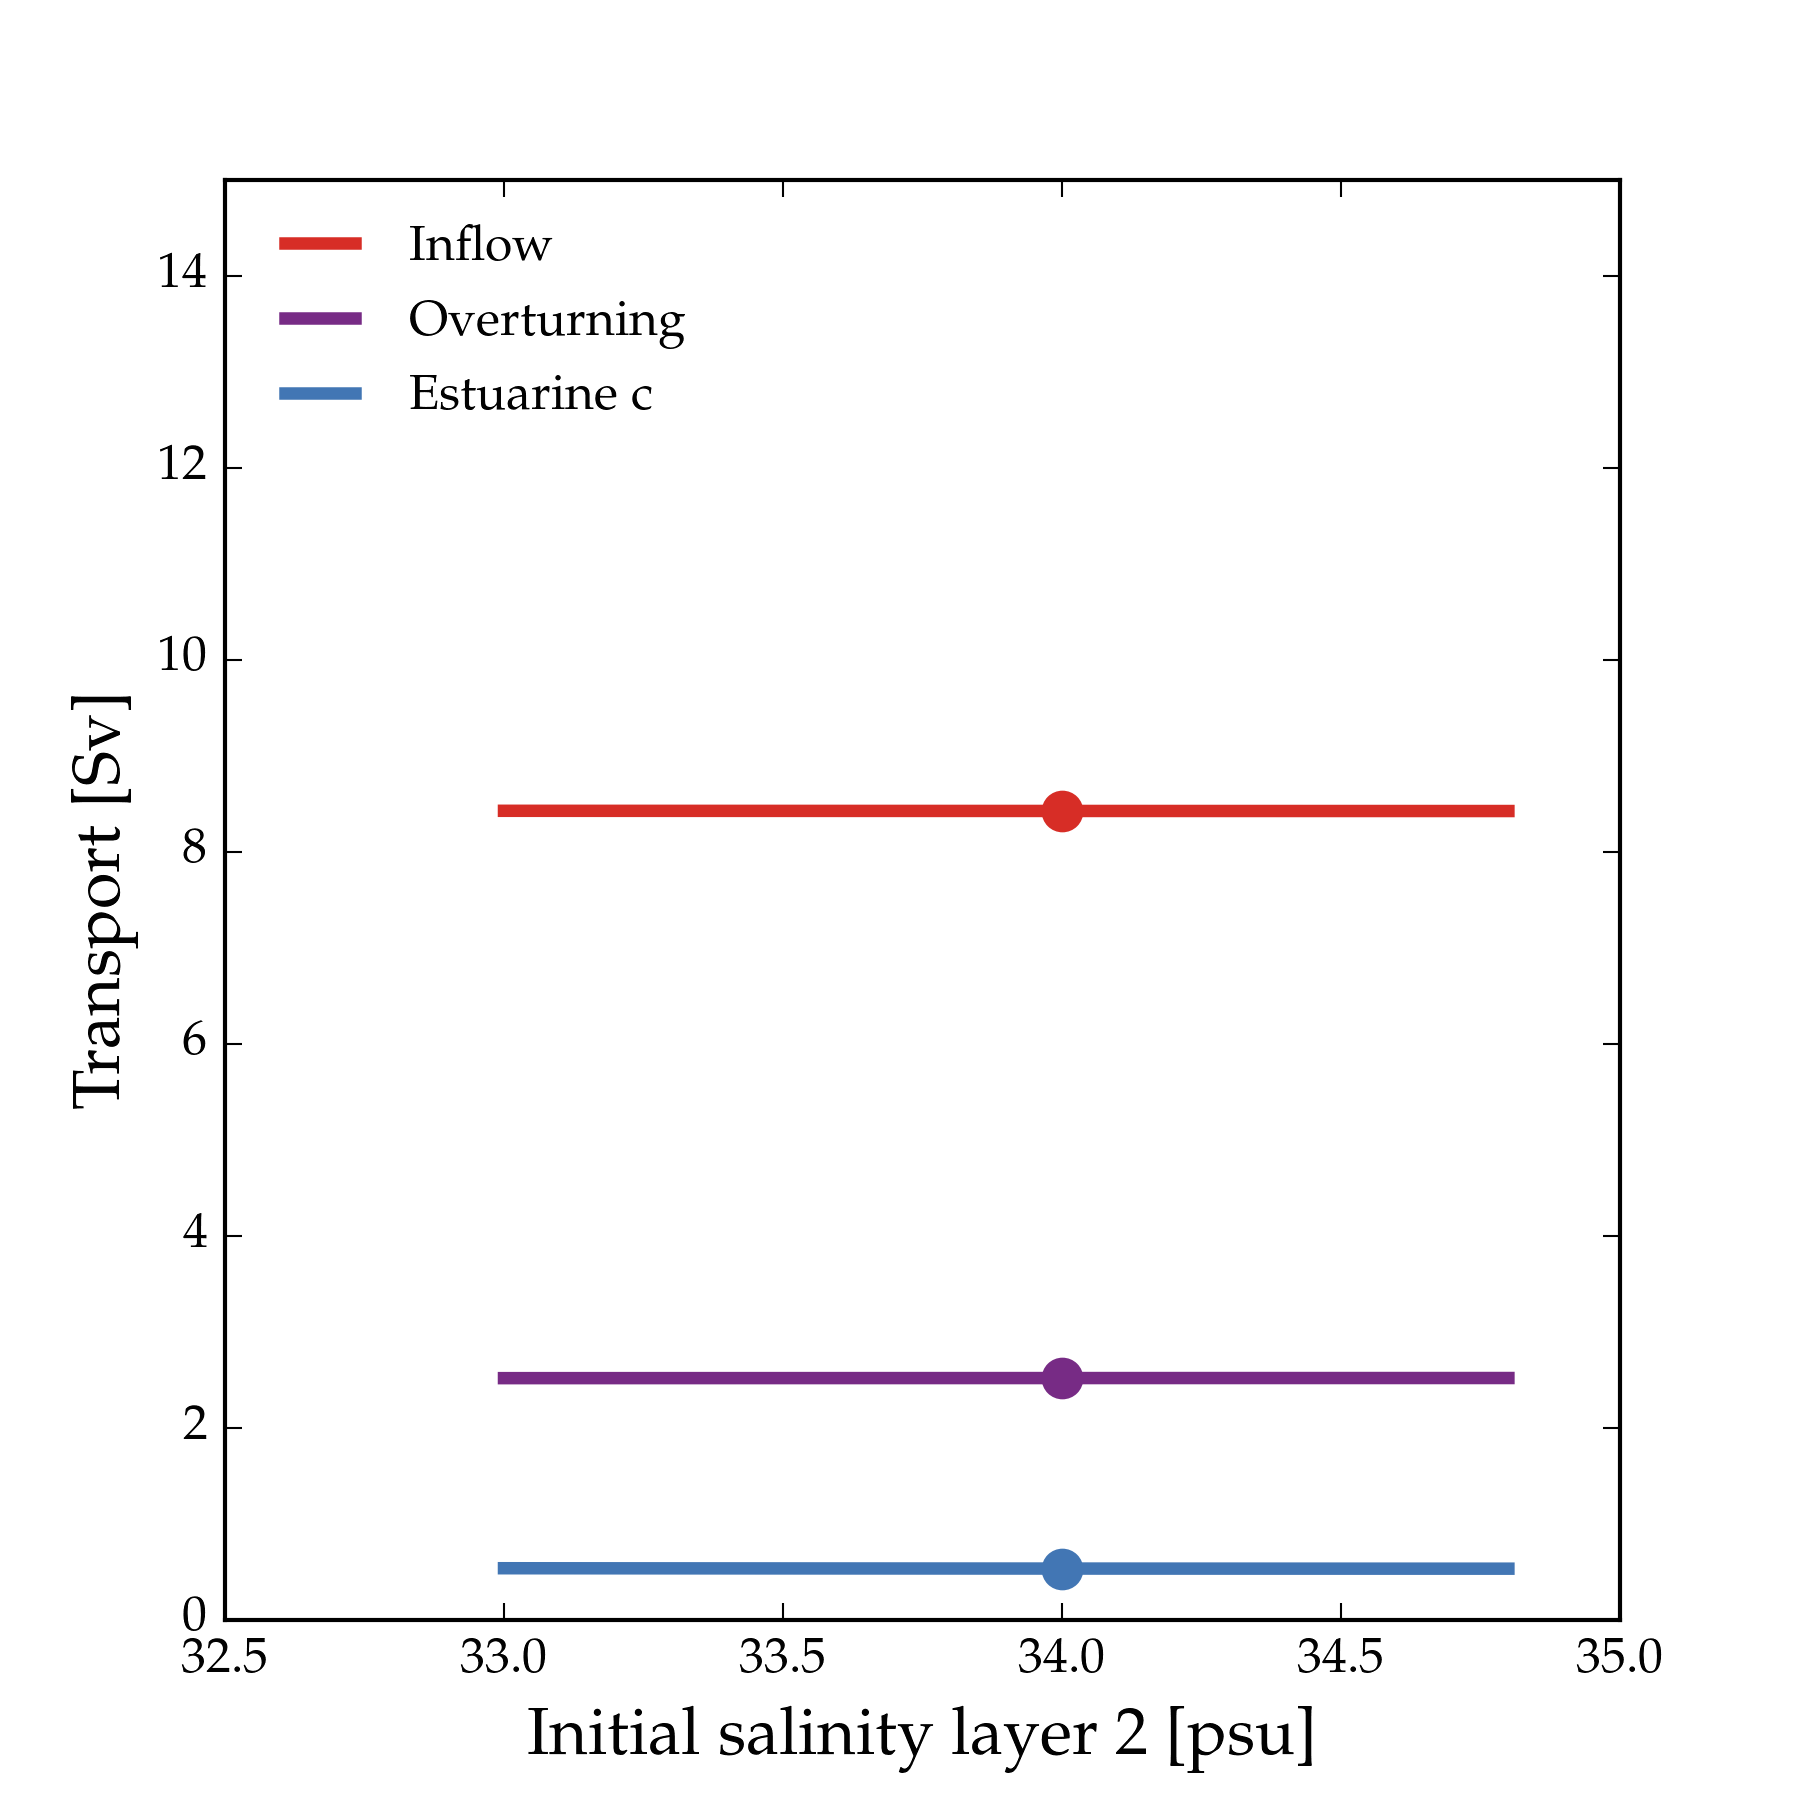 Inflow
Overturning
Estuarine c
14
12
10
8
6
4
2
0
Transport [Sv]
32.5 33.0 33.5 34.0 34.5 35.0
Initial salinity layer 2 [psu]